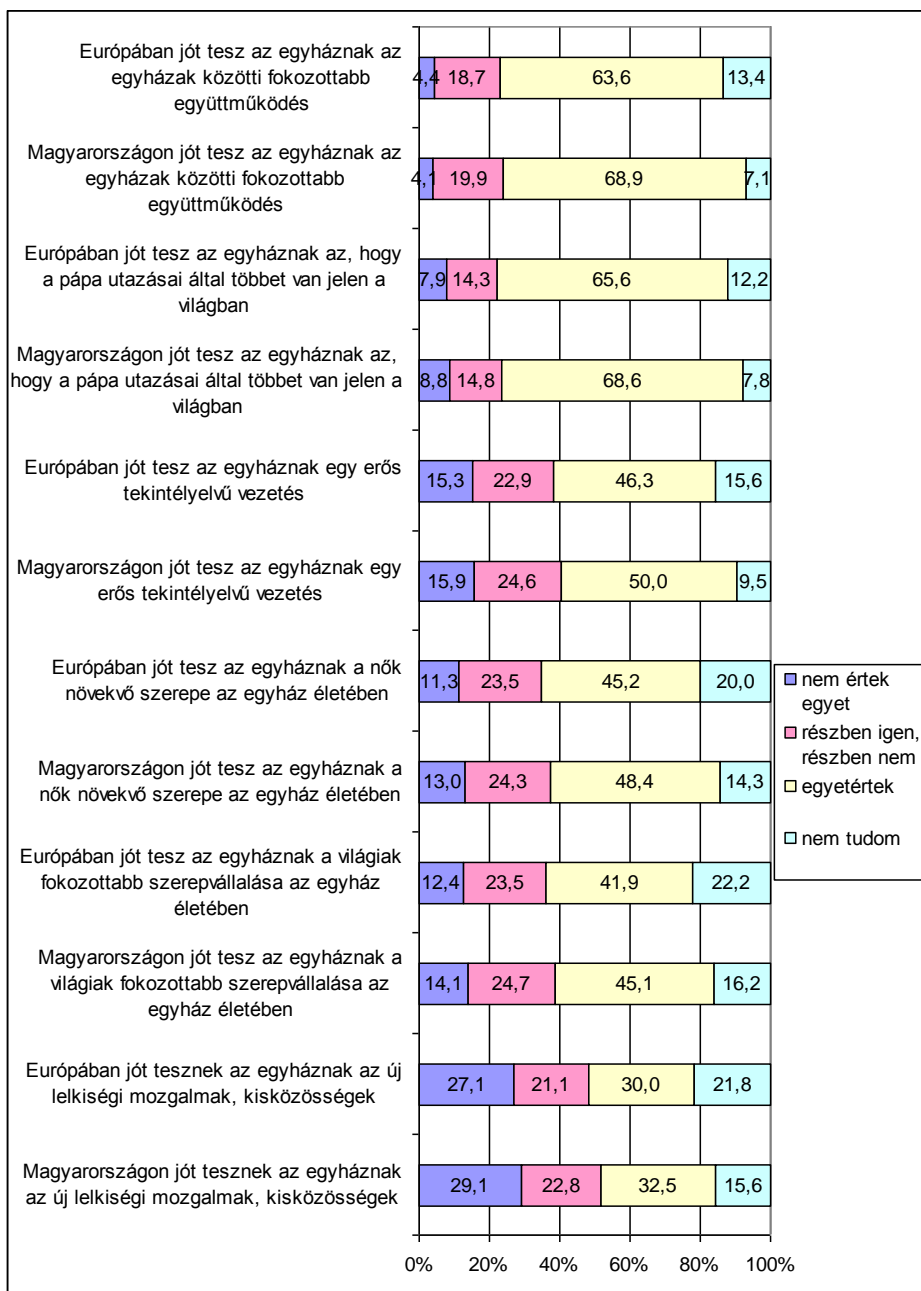 Európában jót tesz az egyháznak az
egyházak közötti fokozottabb
együttműködés
4,4 18,7 63,6 13,4
Magyarországon jót tesz az egyháznak az
egyházak közötti fokozottabb
együttműködés
4,1 19,9 68,9 7,1
Európában jót tesz az egyháznak az, hogy
a pápa utazásai által többet van jelen a
világban
7,9 14,3 65,6 12,2
Magyarországon jót tesz az egyháznak az,
hogy a pápa utazásai által többet van jelen a
világban
8,8 14,8 68,6 7,8
Európában jót tesz az egyháznak egy erős
tekintélyelvű vezetés
15,3 22,9 46,3 15,6
Magyarországon jót tesz az egyháznak egy
erős tekintélyelvű vezetés
15,9 24,6 50,0 9,5
Európában jót tesz az egyháznak a nők
növekvő szerepe az egyház életében
11,3 23,5 45,2 20,0
Magyarországon jót tesz az egyháznak a
nők növekvő szerepe az egyház életében
13,0 24,3 48,4 14,3
Európában jót tesz az egyháznak a világiak
fokozottabb szerepvállalása az egyház
életében
12,4 23,5 41,9 22,2
Magyarországon jót tesz az egyháznak a
világiak fokozottabb szerepvállalása az
egyház életében
14,1 24,7 45,1 16,2
Európában jót tesznek az egyháznak az új
lelkiségi mozgalmak, kisközösségek
27,1 21,1 30,0 21,8
Magyarországon jót tesznek az egyháznak
az új lelkiségi mozgalmak, kisközösségek
29,1 22,8 32,5 15,6
0% 20% 40% 60% 80% 100%
nem értek
egyet
részben igen,
részben nem
egyetértek
nem tudom